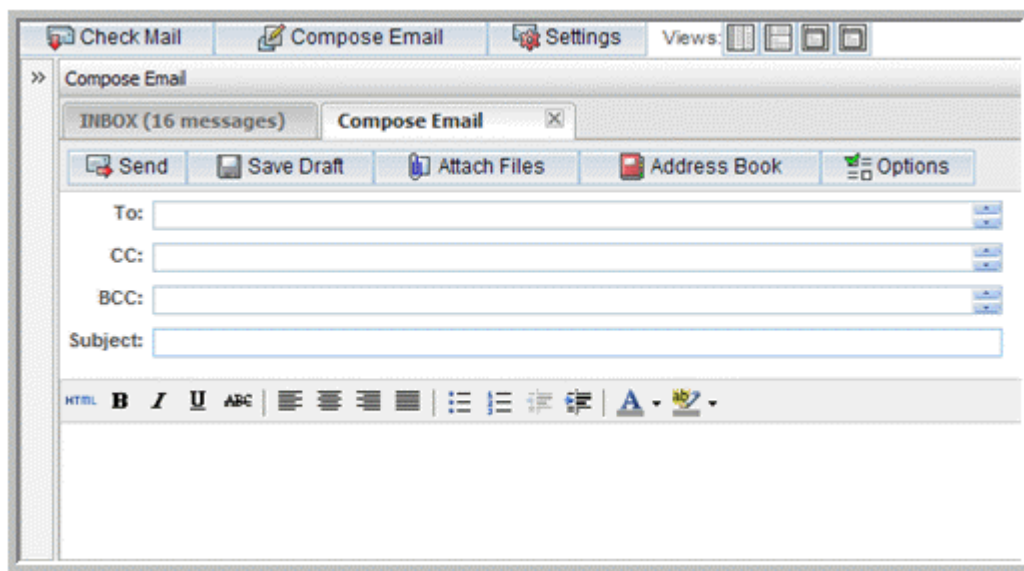 Check Mail Compose Email Settings Views:
» Compose Email
INBOX (16 messages) Compose Email
Send Save Draft Attach Files Address Book Options
To:
CC:
BCC:
Subject:
HTML B I U ABC A ab